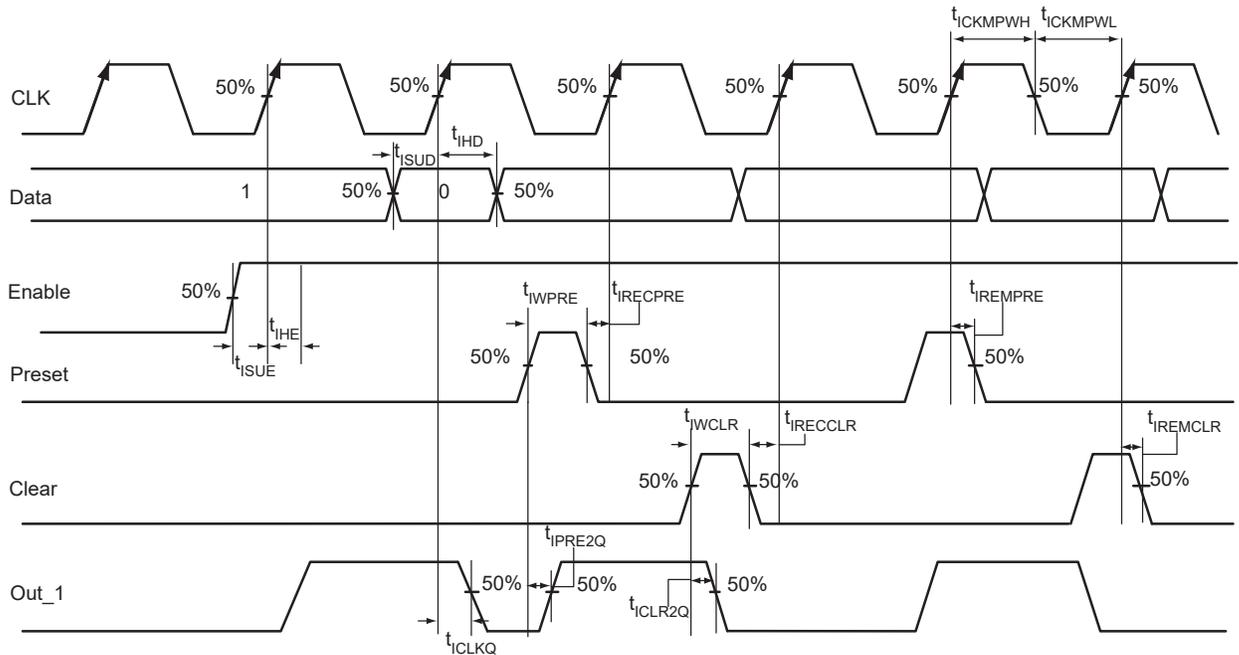 tICKMPWH tICKMPWL
CLK 50% 50% 50% 50% 50% 50% 50%
tISUD tIHD
Data 1 50% 0 50%
Enable 50%
tIHE
tISUE
tIWPRE tIRECPRE tIREMPRE
Preset 50% 50% 50%
tIWCLR tIRECCLR tIREMCLR
Clear 50% 50% 50%
tIPRE2Q
Out_1 50% 50% 50%
tICLR2Q
tICLKQ